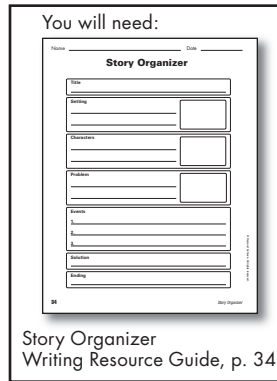 You will need:
Name Date
Story Organizer
Title
Setting
Characters
Problem
Events
1.
2.
3.
Solution
Ending
34 Story Organizer
Story Organizer
Writing Resource Guide, p. 34